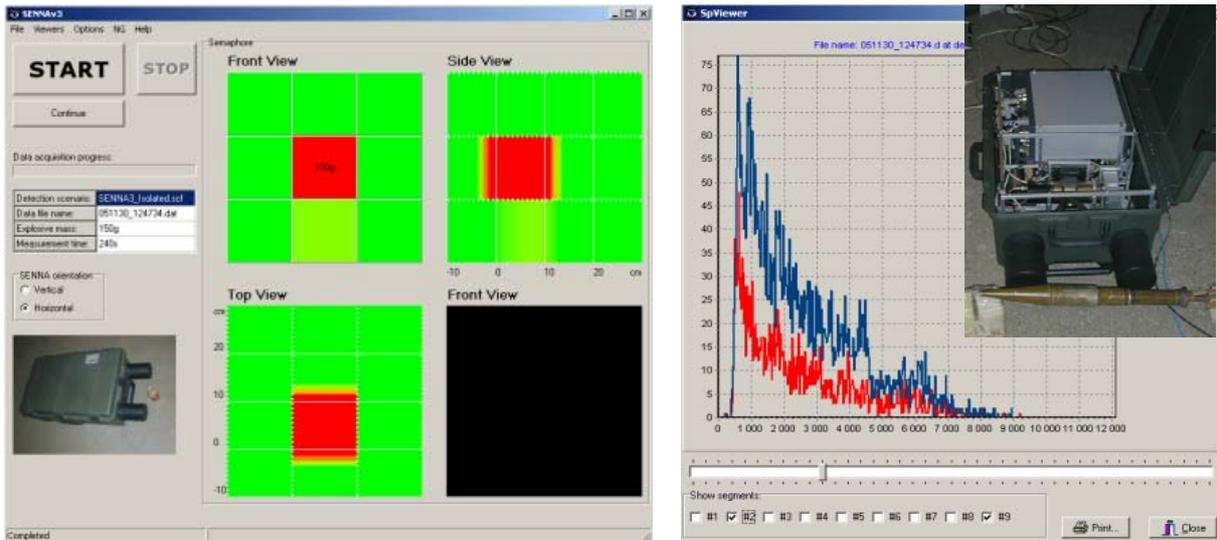 SENNAv3
File Viewers Options NG Help
START
STOP
Continue
Data acquisition progress:
Detection scenario: SENNA3_Isolated.scf
Data file name: 051130_124734.dat
Explosive mass: 150g
Measurement time: 240s
SENNA orientation
Vertical
Horizontal
Completed
Semaphore
Front View
150g
Side View
-10 0 10 20 cm
Top View
cm
20
10
0
-10
Front View
SpViewer
File name: 051130_124734.d at de
75
70
65
60
55
50
45
40
35
30
25
20
15
10
5
0
0 1 000 2 000 3 000 4 000 5 000 6 000 7 000 8 000 9 000 10 000 11 000 12 000
Show segments:
#1 #2 #3 #4 #5 #6 #7 #8 #9
Print...
Close